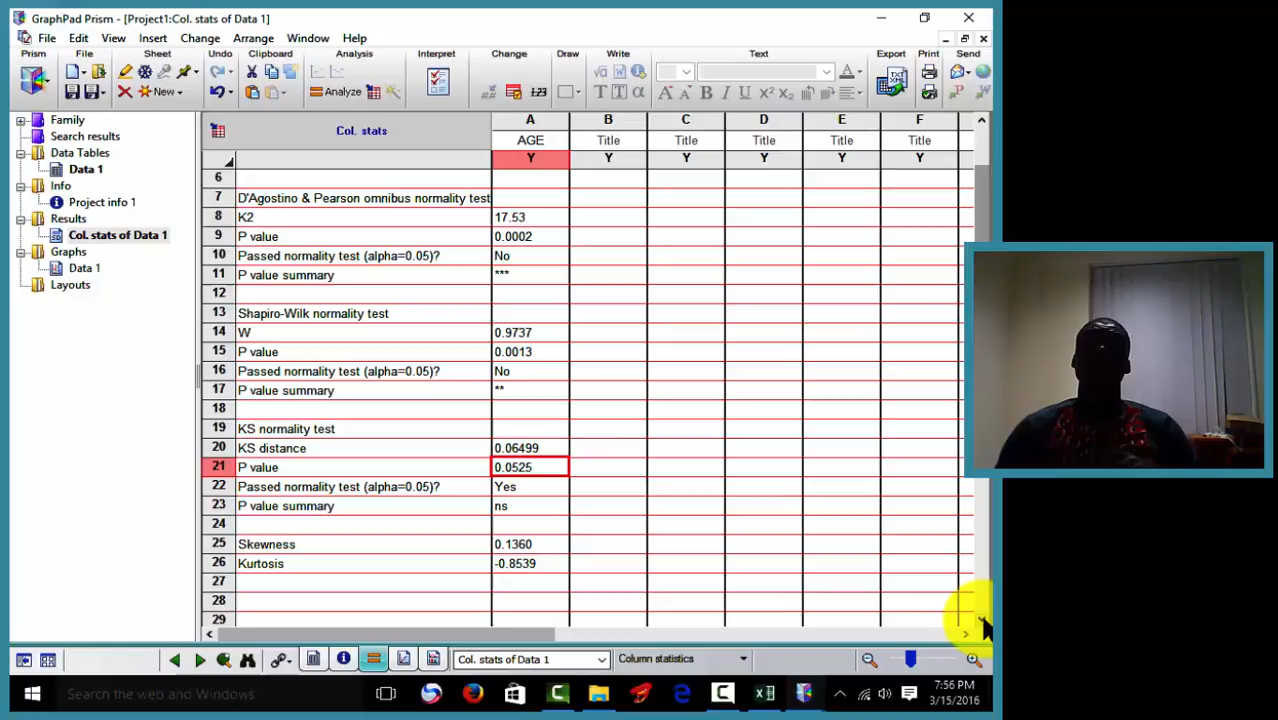 GraphPad Prism - [Project1:Col. stats of Data 1]
File Edit View Insert Change Arrange Window Help
Prism File Sheet Undo Clipboard Analysis Interpret Change Draw Write Text Export Print Send
New
Analyze
123
T T α A A B I U X² X₂ A
Family
Search results
Data Tables
Data 1
Info
Project info 1
Results
Col. stats of Data 1
Graphs
Data 1
Layouts
Col. stats
A B C D E F
AGE Title Title Title Title Title
Y Y Y Y Y Y
6
7 D'Agostino & Pearson omnibus normality test
8 K2 17.53
9 P value 0.0002
10 Passed normality test (alpha=0.05)? No
11 P value summary ***
12
13 Shapiro-Wilk normality test
14 W 0.9737
15 P value 0.0013
16 Passed normality test (alpha=0.05)? No
17 P value summary **
18
19 KS normality test
20 KS distance 0.06499
21 P value 0.0525
22 Passed normality test (alpha=0.05)? Yes
23 P value summary ns
24
25 Skewness 0.1360
26 Kurtosis -0.8539
27
28
29
Col. stats of Data 1 Column statistics
Search the web and Windows
7:56 PM
3/15/2016